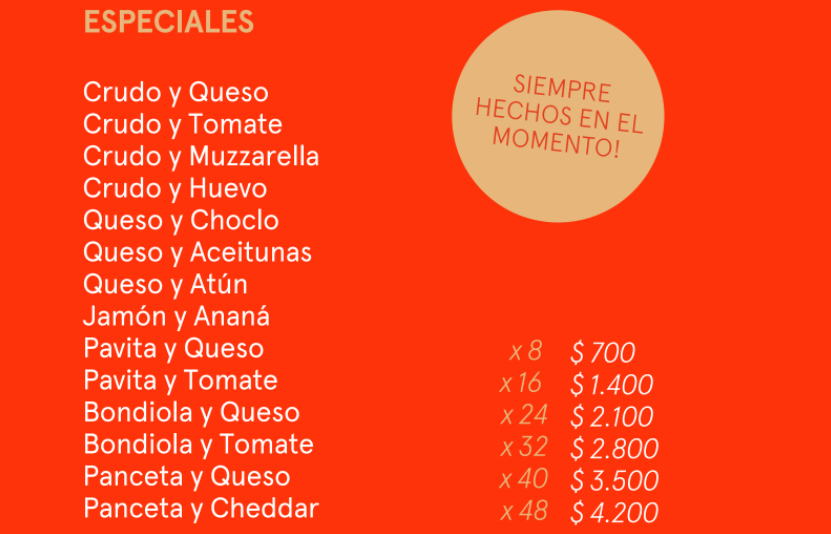 ESPECIALES
SIEMPRE
HECHOS EN EL
MOMENTO!
Crudo y Queso
Crudo y Tomate
Crudo y Muzzarella
Crudo y Huevo
Queso y Choclo
Queso y Aceitunas
Queso y Atún
Jamón y Ananá
Pavita y Queso
Pavita y Tomate
Bondiola y Queso
Bondiola y Tomate
Panceta y Queso
Panceta y Cheddar
x 8 $ 700
x 16 $ 1.400
x 24 $ 2.100
x 32 $ 2.800
x 40 $ 3.500
x 48 $ 4.200